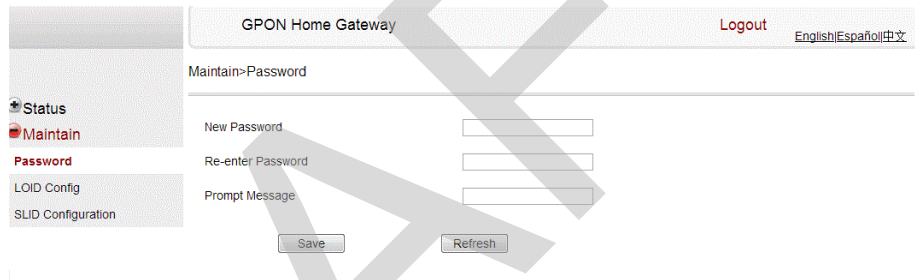 GPON Home Gateway
Logout
English|Español|中文
Maintain>Password
Status
Maintain
Password
LOID Config
SLID Configuration
New Password
Re-enter Password
Prompt Message
Save Refresh